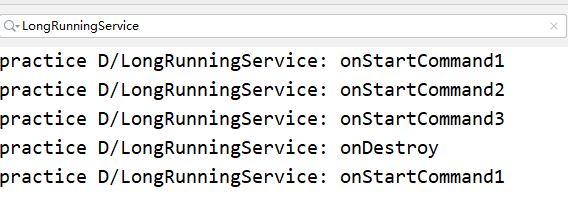 LongRunningService
practice D/LongRunningService: onStartCommand1
practice D/LongRunningService: onStartCommand2
practice D/LongRunningService: onStartCommand3
practice D/LongRunningService: onDestroy
practice D/LongRunningService: onStartCommand1